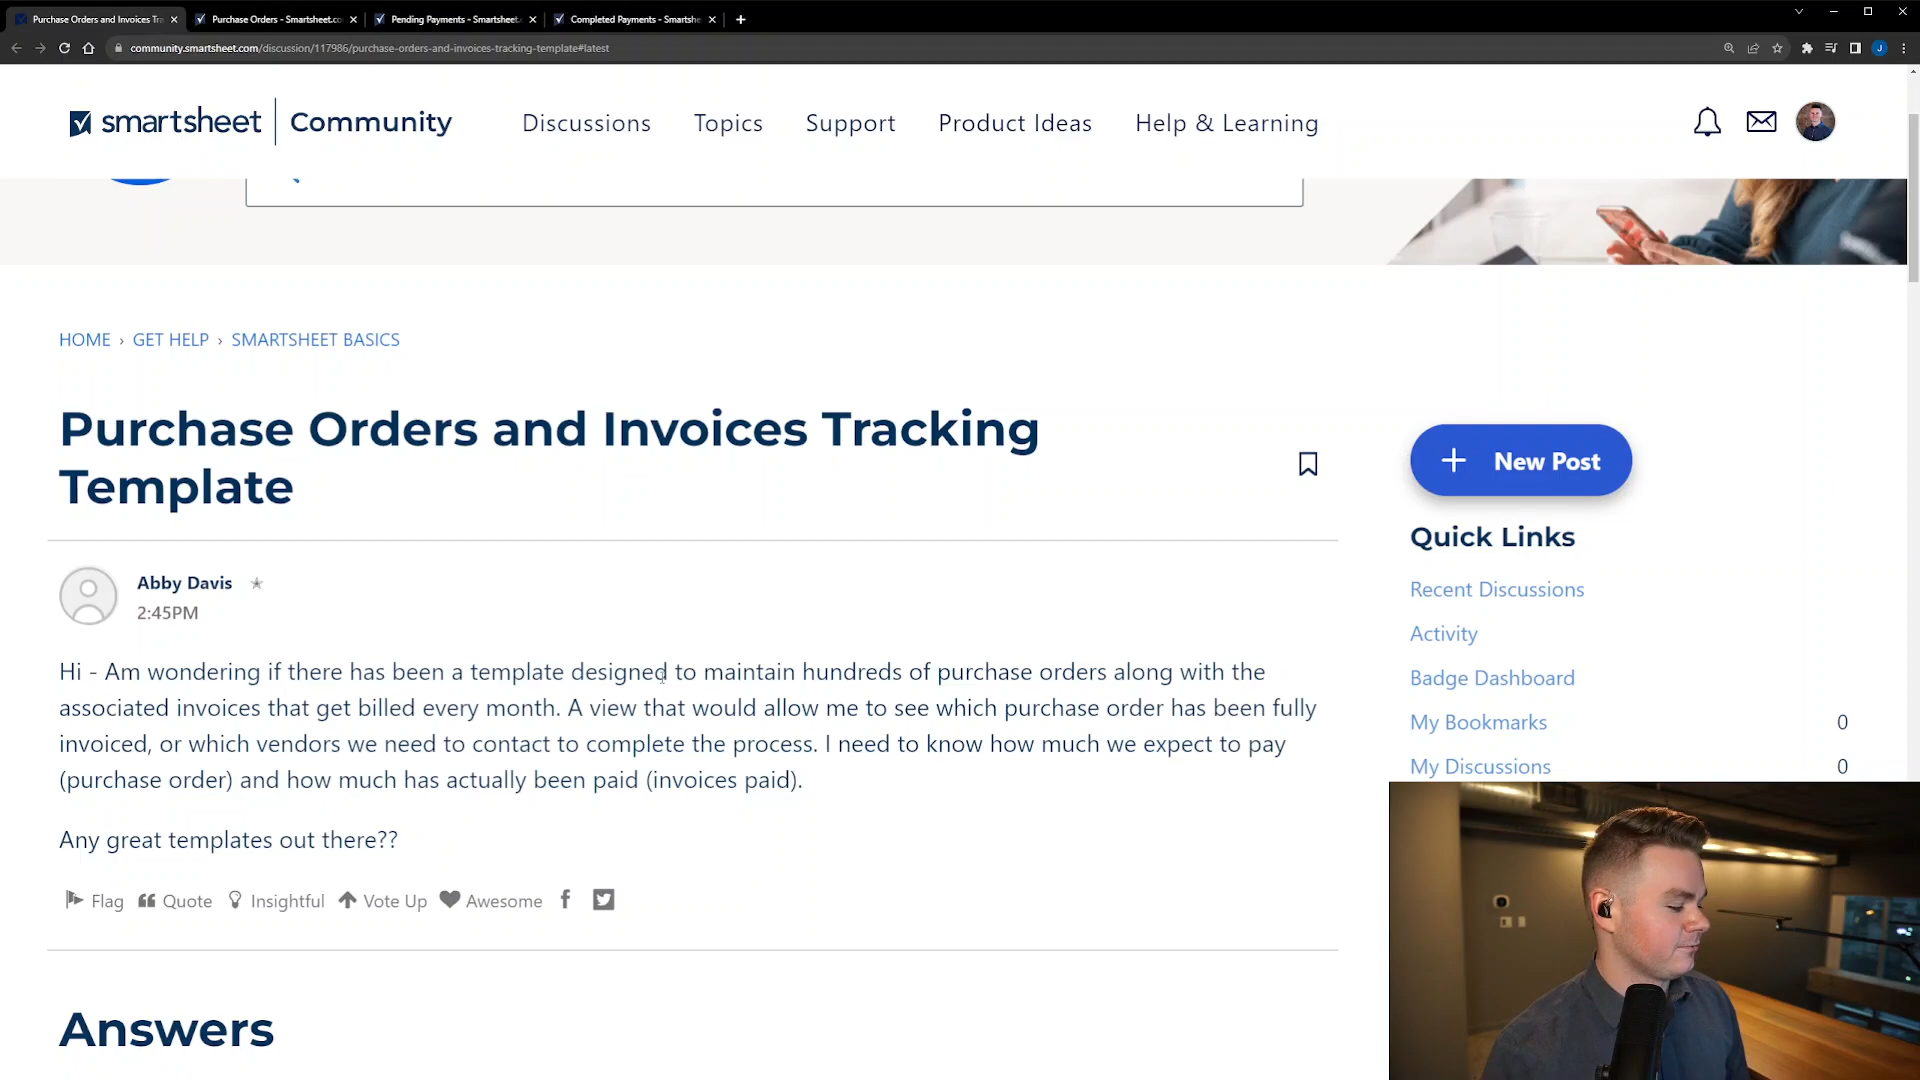 Purchase Orders and Invoices Tra
Purchase Orders - Smartsheet.co
Pending Payments - Smartsheet.
Completed Payments - Smartshe
community.smartsheet.com/discussion/117986/purchase-orders-and-invoices-tracking-template#latest
J
smartsheet Community
Discussions
Topics
Support
Product Ideas
Help & Learning
HOME › GET HELP › SMARTSHEET BASICS
Purchase Orders and Invoices Tracking
Template
+ New Post
Abby Davis
2:45PM
Hi - Am wondering if there has been a template designed to maintain hundreds of purchase orders along with the
associated invoices that get billed every month. A view that would allow me to see which purchase order has been fully
invoiced, or which vendors we need to contact to complete the process. I need to know how much we expect to pay
(purchase order) and how much has actually been paid (invoices paid).
Any great templates out there??
Flag Quote Insightful Vote Up Awesome
Answers
Quick Links
Recent Discussions
Activity
Badge Dashboard
My Bookmarks 0
My Discussions 0